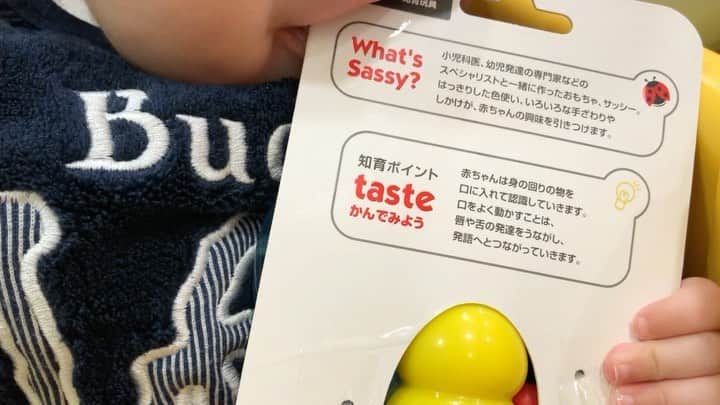 知育玩具
What's
Sassy?
小児科医、幼児発達の専門家などの
スペシャリストと一緒に作ったおもちゃ、サッシー。
はっきりした色使い、いろいろな手ざわりや
しかけが、赤ちゃんの興味を引きつけます。
Bud
知育ポイント
taste
かんでみよう
赤ちゃんは身の回りの物を
口に入れて認識していきます。
口をよく動かすことは、
唇や舌の発達をうながし、
発語へとつながっていきます。